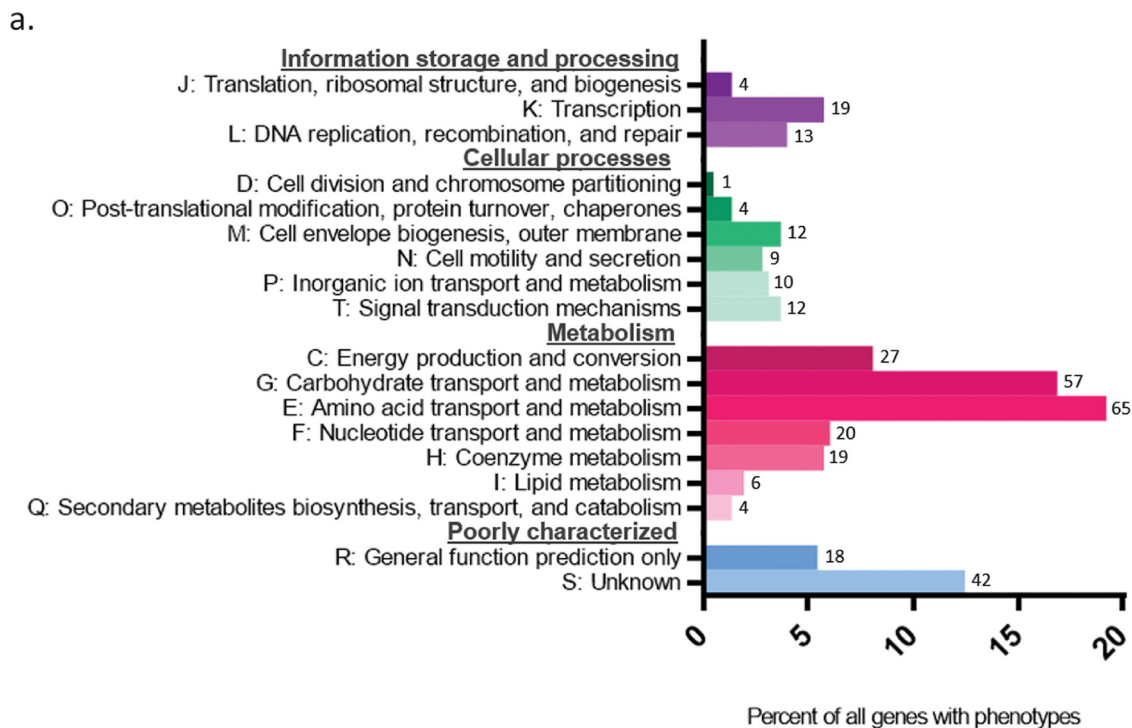 a.
Information storage and processing
J: Translation, ribosomal structure, and biogenesis 4
K: Transcription 19
L: DNA replication, recombination, and repair 13
Cellular processes
D: Cell division and chromosome partitioning 1
O: Post-translational modification, protein turnover, chaperones 4
M: Cell envelope biogenesis, outer membrane 12
N: Cell motility and secretion 9
P: Inorganic ion transport and metabolism 10
T: Signal transduction mechanisms 12
Metabolism
C: Energy production and conversion 27
G: Carbohydrate transport and metabolism 57
E: Amino acid transport and metabolism 65
F: Nucleotide transport and metabolism 20
H: Coenzyme metabolism 19
I: Lipid metabolism 6
Q: Secondary metabolites biosynthesis, transport, and catabolism 4
Poorly characterized
R: General function prediction only 18
S: Unknown 42
0 5 10 15 20
Percent of all genes with phenotypes